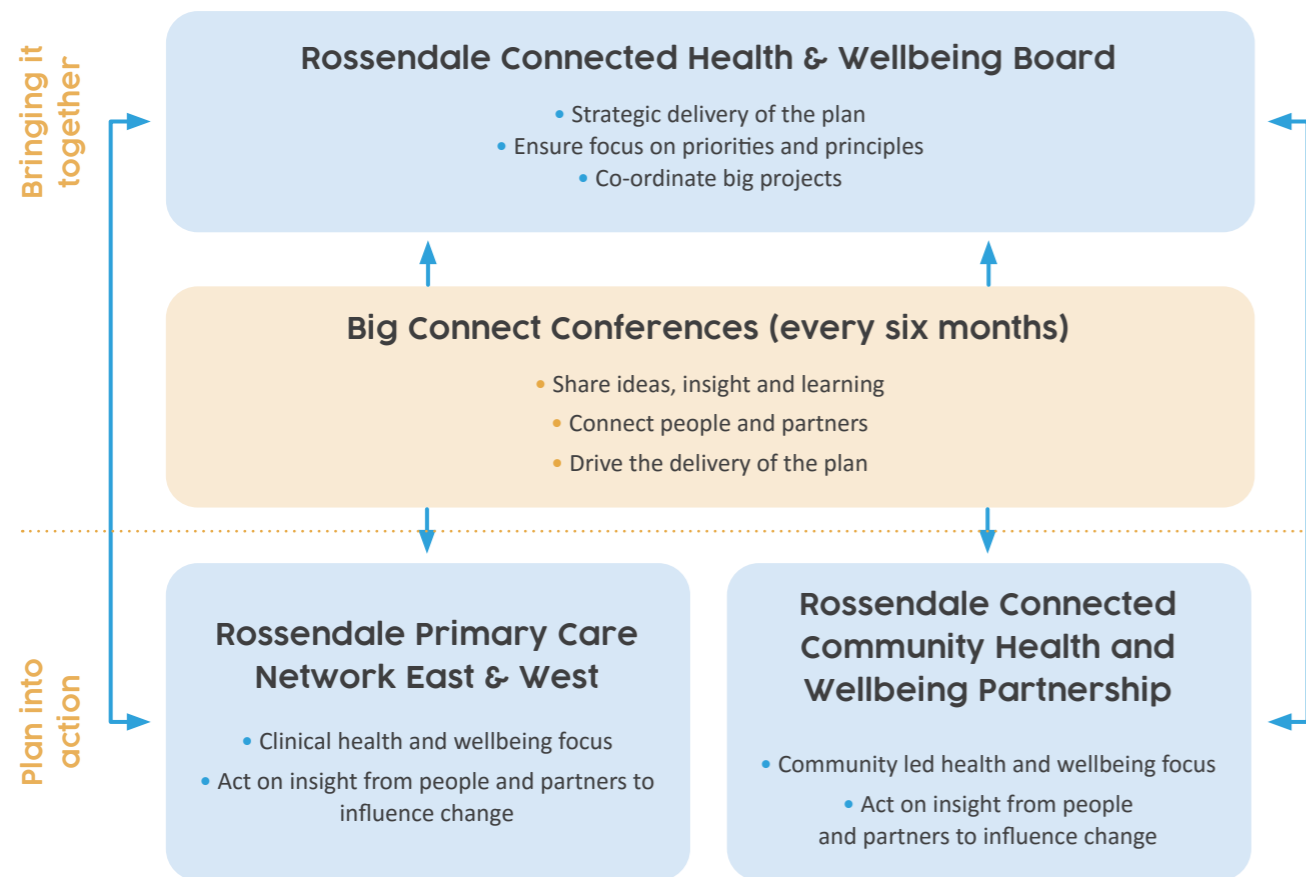 Bringing it
together
Rossendale Connected Health & Wellbeing Board
• Strategic delivery of the plan
• Ensure focus on priorities and principles
• Co-ordinate big projects
Big Connect Conferences (every six months)
• Share ideas, insight and learning
• Connect people and partners
• Drive the delivery of the plan
Plan into
action
Rossendale Primary Care
Network East & West
• Clinical health and wellbeing focus
• Act on insight from people and partners to
influence change
Rossendale Connected
Community Health and
Wellbeing Partnership
• Community led health and wellbeing focus
• Act on insight from people
and partners to influence change